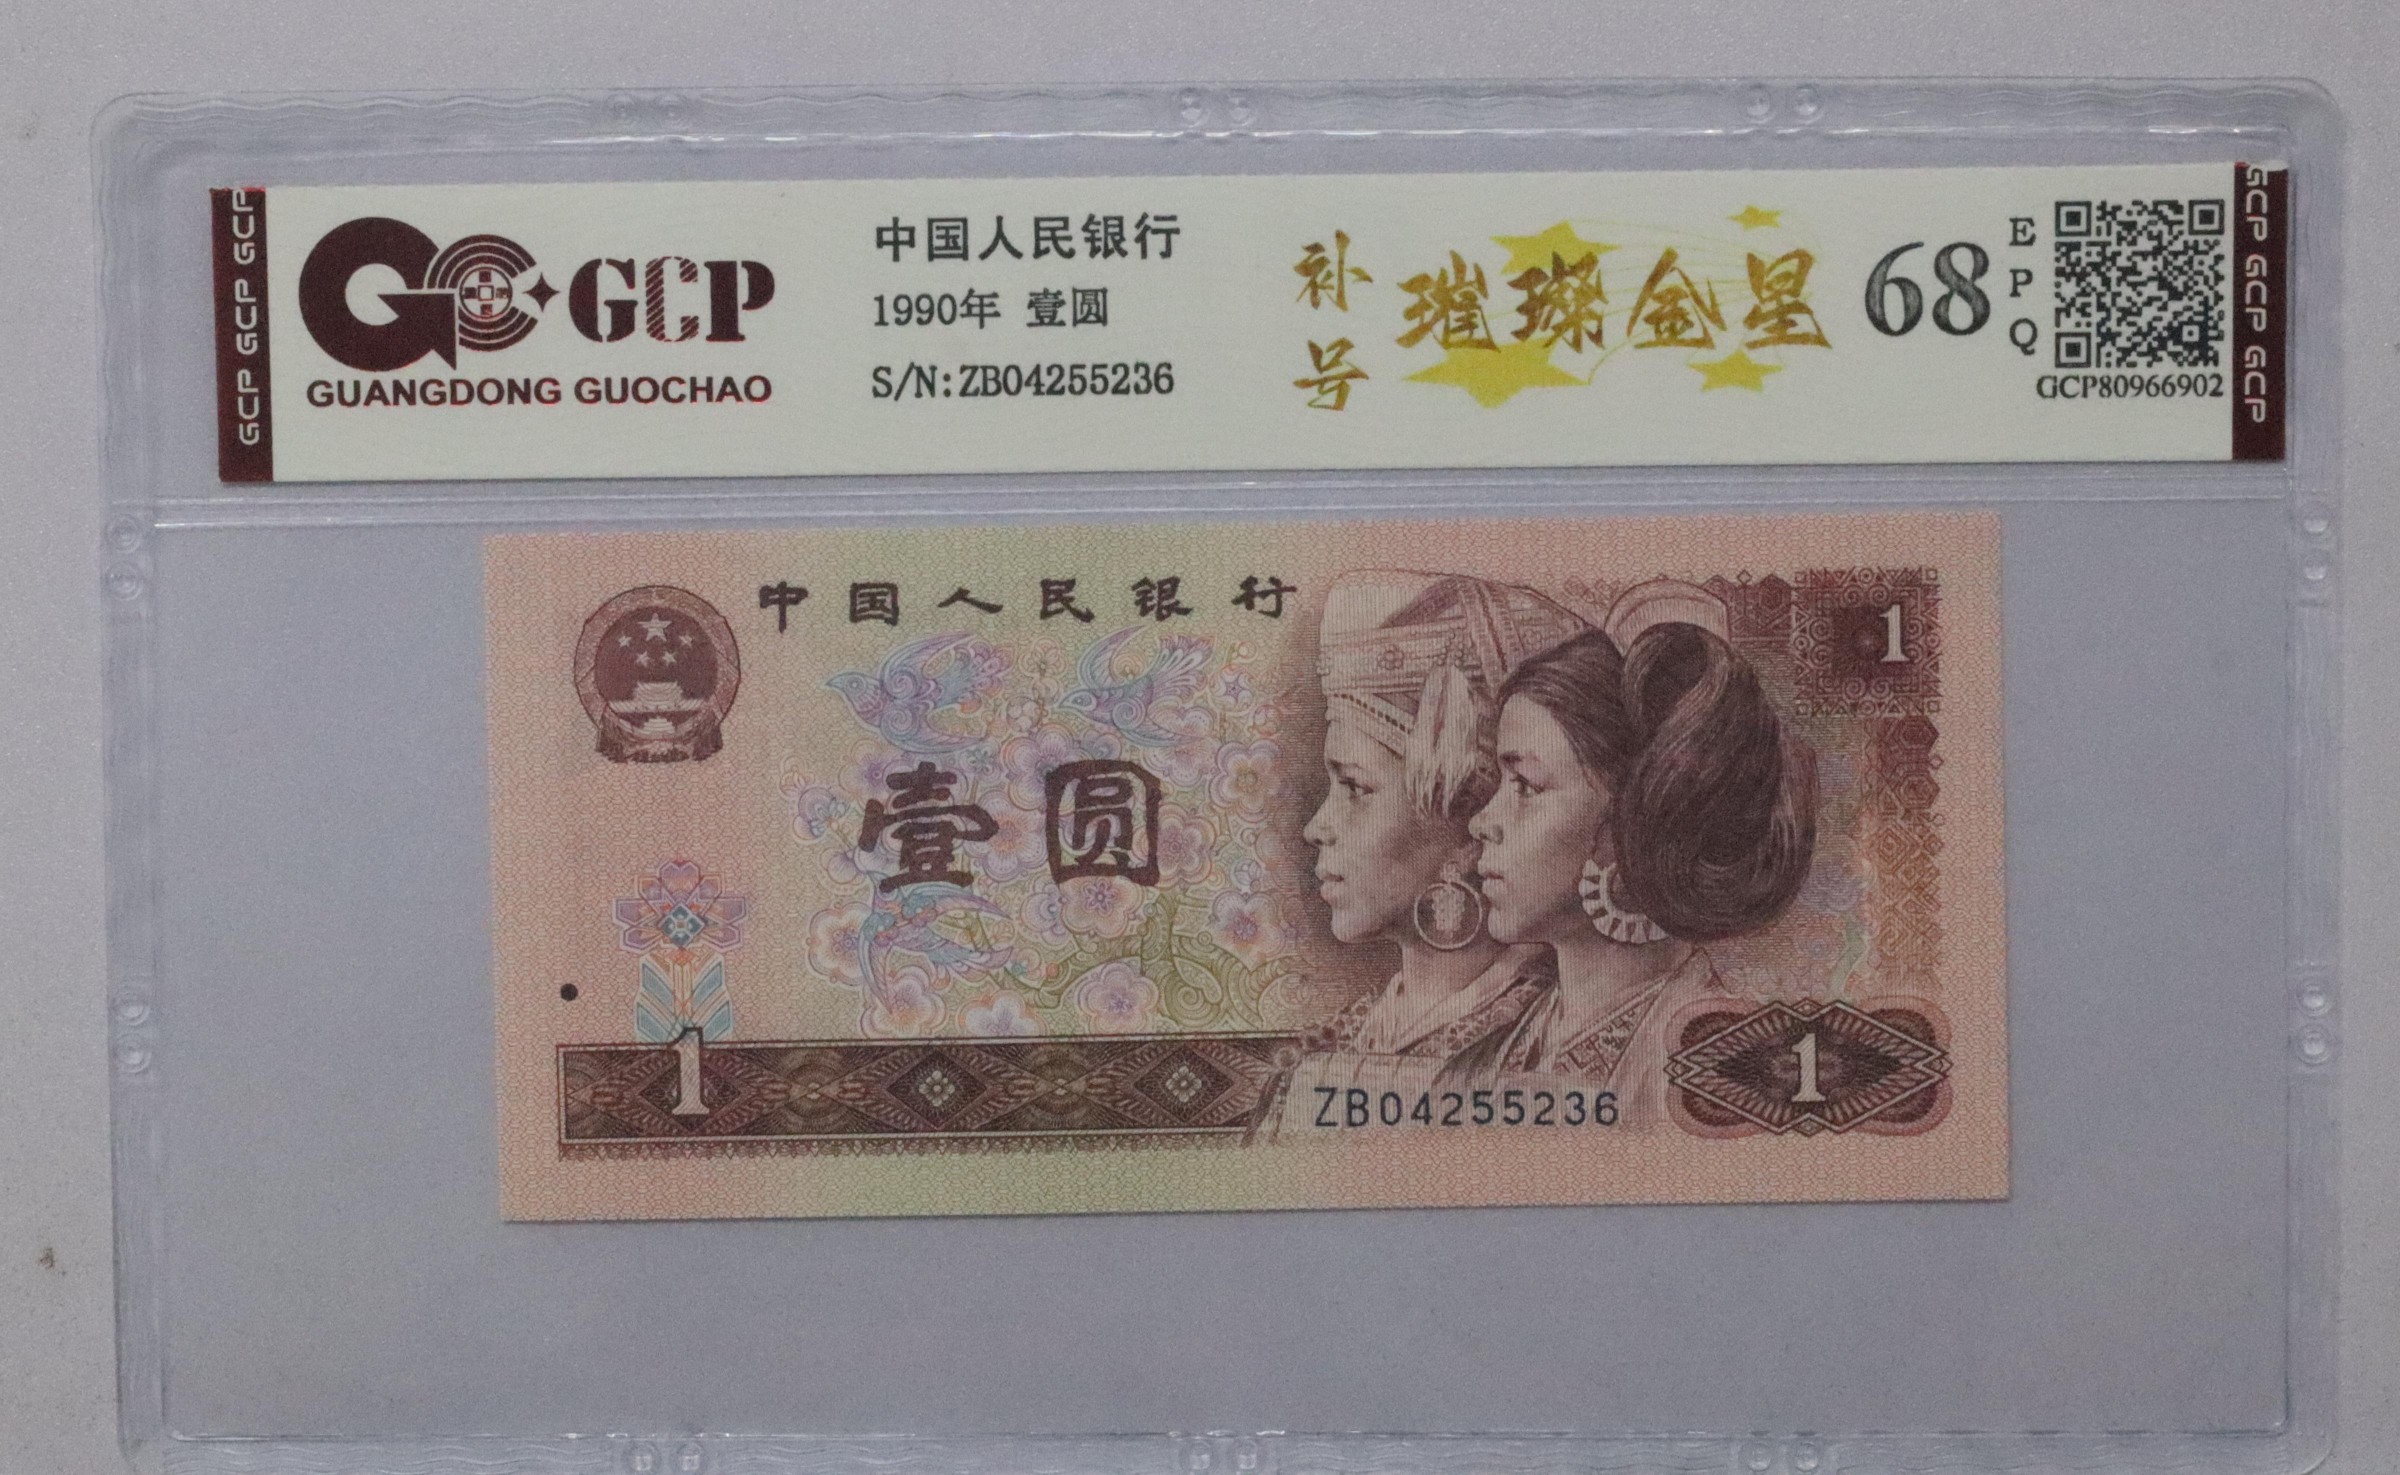 GCP GCP GCP
GCP
GUANGDONG GUOCHAO
中国人民银行
1990年 壹圆
S/N:ZB04255236
补号
璀璨金星
68
EPQ
GCP80966902
GCP GCP GCP
中国人民银行
1
壹圆
1
ZB04255236
1